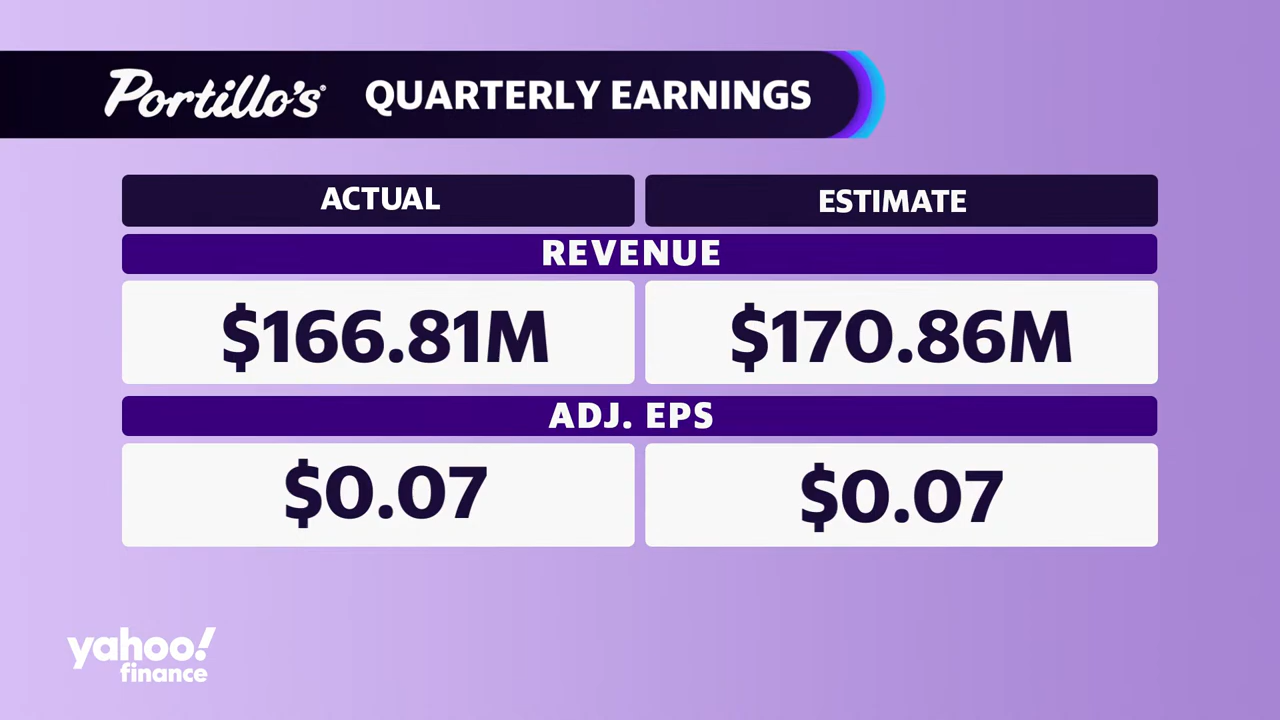 Portillo's® QUARTERLY EARNINGS
ACTUAL ESTIMATE
REVENUE
$166.81M $170.86M
ADJ. EPS
$0.07 $0.07
yahoo!
finance